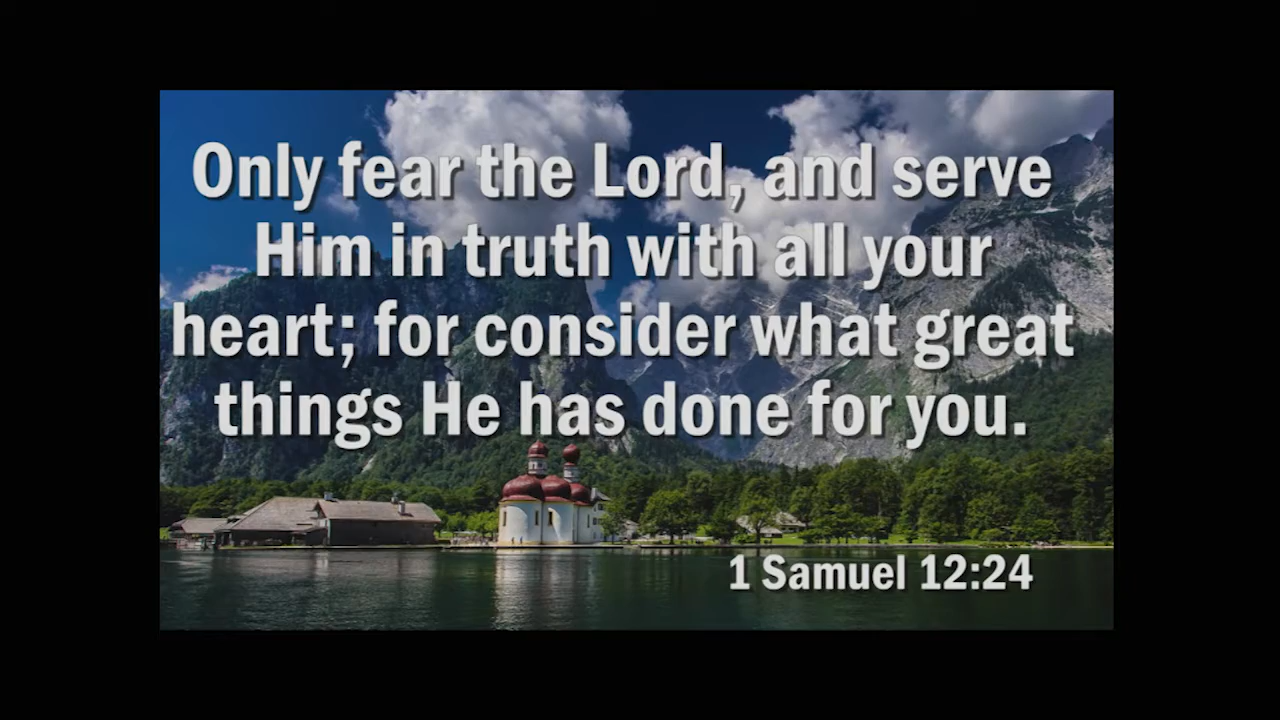 Only fear the Lord, and serve
Him in truth with all your
heart; for consider what great
things He has done for you.
1 Samuel 12:24